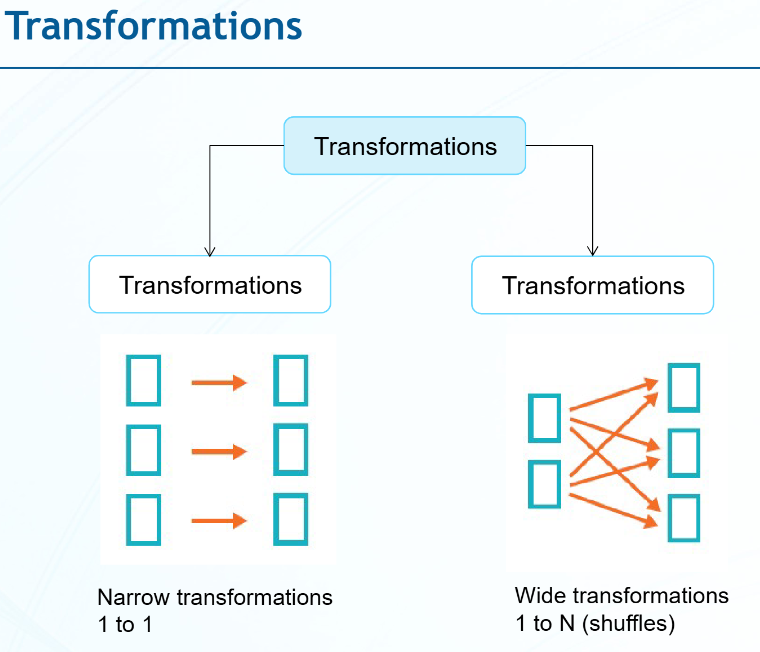 Transformations
Transformations
Transformations
Transformations
Narrow transformations
1 to 1
Wide transformations
1 to N (shuffles)